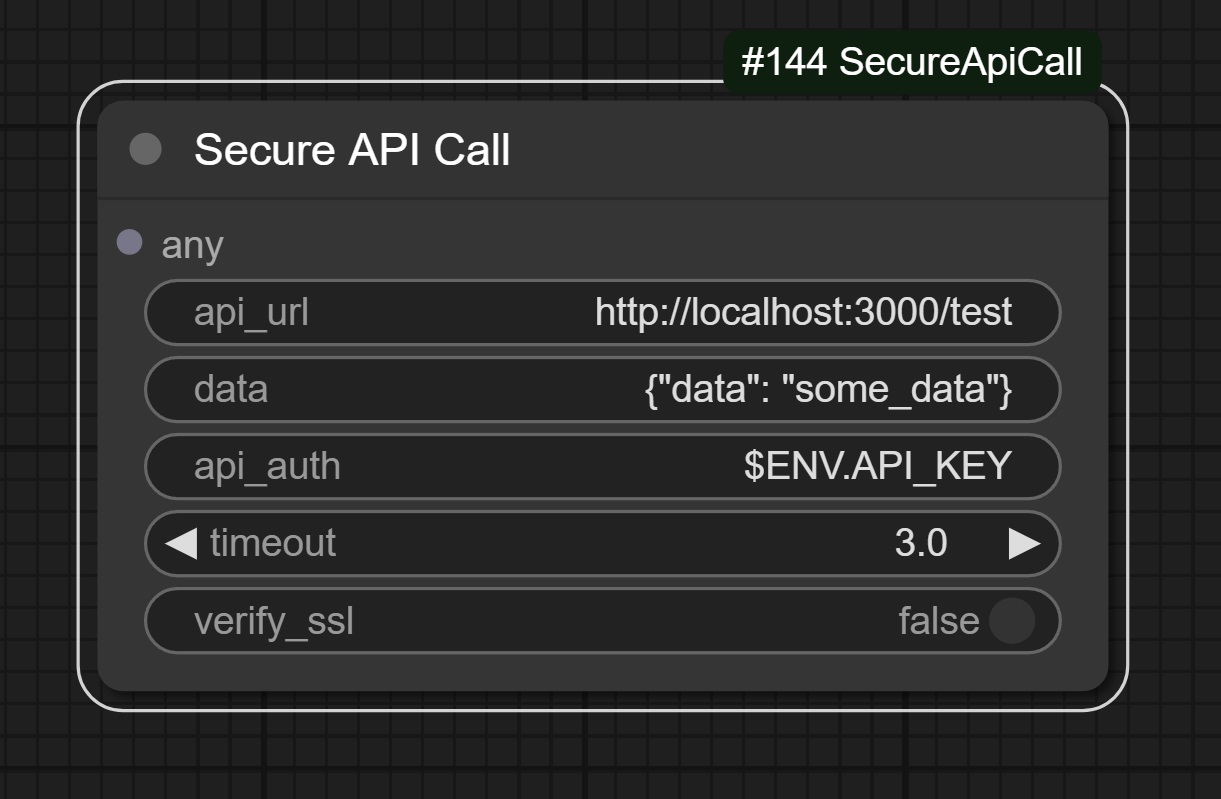 #144 SecureApiCall
Secure API Call
any
api_url http://localhost:3000/test
data {"data": "some_data"}
api_auth $ENV.API_KEY
timeout 3.0
verify_ssl false